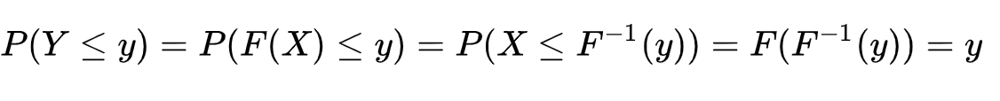 P(Y ≤ y) = P(F(X) ≤ y) = P(X ≤ F⁻¹(y)) = F(F⁻¹(y)) = y